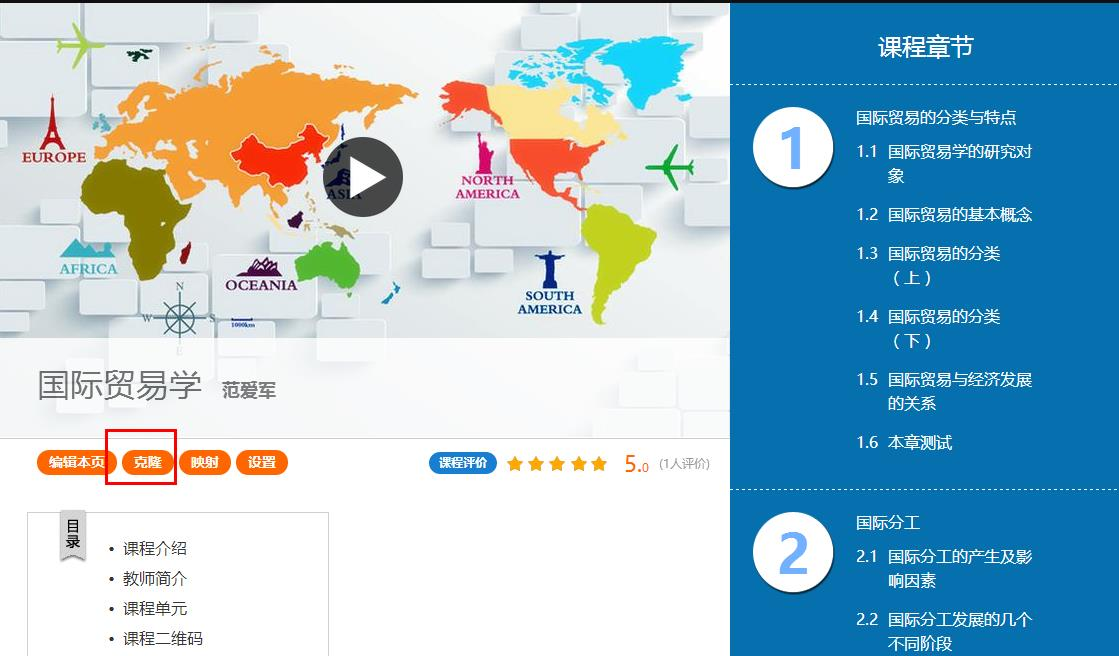 EUROPE
ASIA
NORTH
AMERICA
AFRICA
OCEANIA
SOUTH
AMERICA
N
W
S
E
1000km
国际贸易学 范爱军
编辑本页 克隆 映射 设置
课程评价 5.0 (1人评价)
目录
• 课程介绍
• 教师简介
• 课程单元
• 课程二维码
课程章节
1
国际贸易的分类与特点
1.1 国际贸易学的研究对
象
1.2 国际贸易的基本概念
1.3 国际贸易的分类
（上）
1.4 国际贸易的分类
（下）
1.5 国际贸易与经济发展
的关系
1.6 本章测试
2
国际分工
2.1 国际分工的产生及影
响因素
2.2 国际分工发展的几个
不同阶段